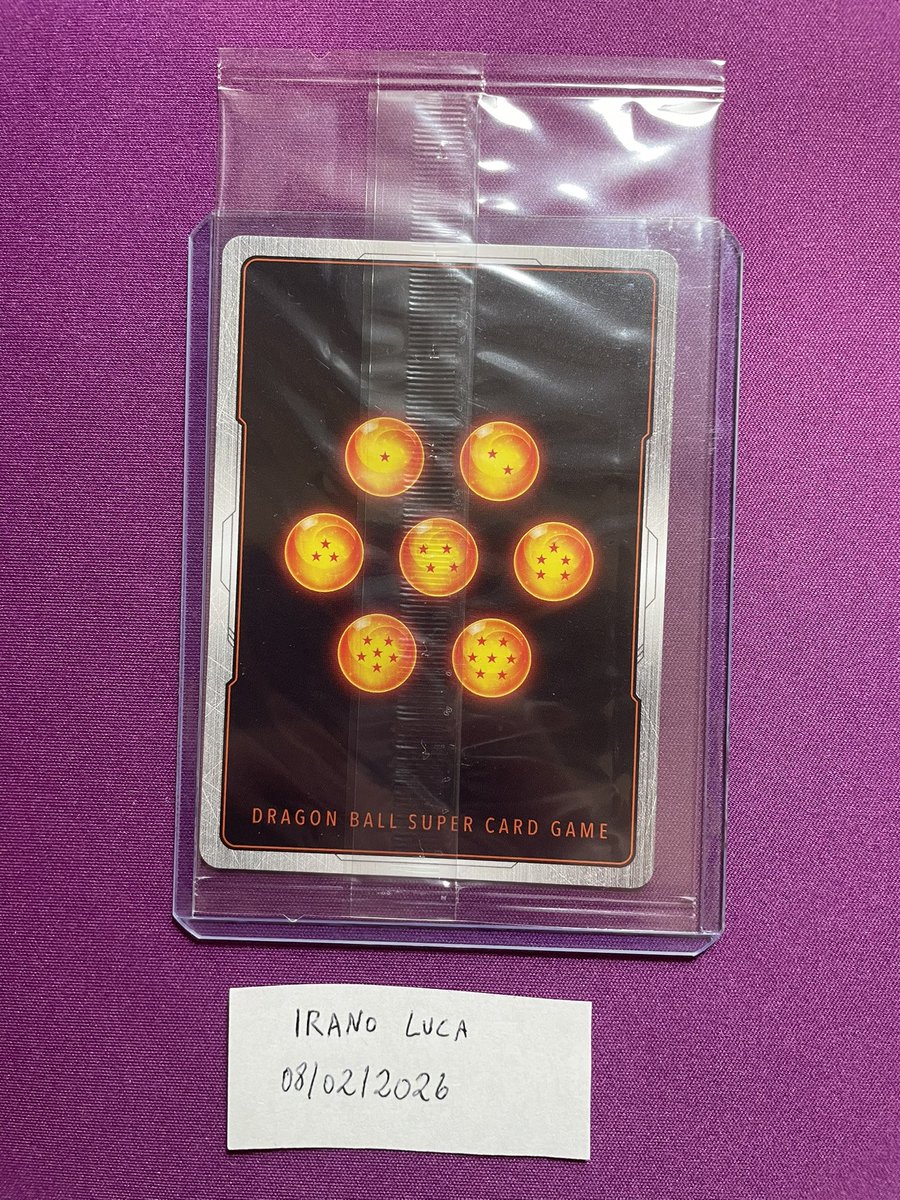 DRAGON BALL SUPER CARD GAME
IRANO LUCA
08/02/2026